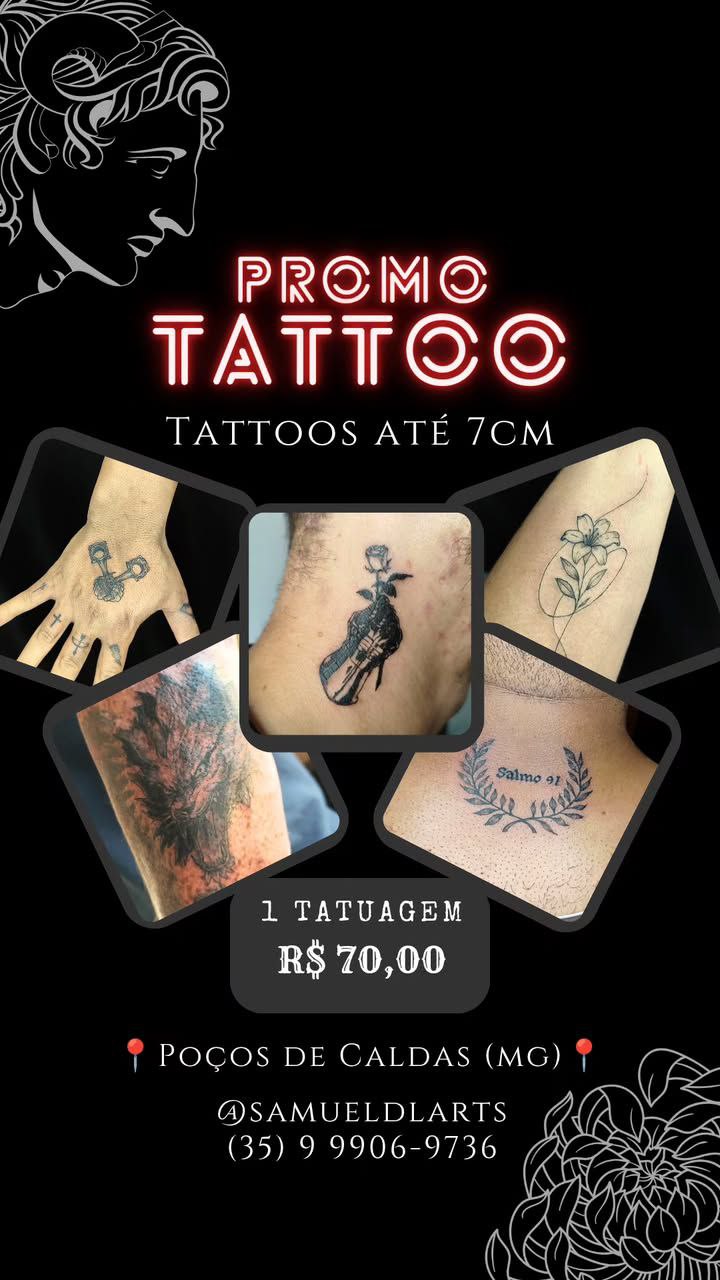 PROMO
TATTOO
Tattoos até 7cm
Salmo 91
1 TATUAGEM
R$ 70,00
📍Poços de Caldas (MG)📍
@samueldlarts
(35) 9 9906-9736